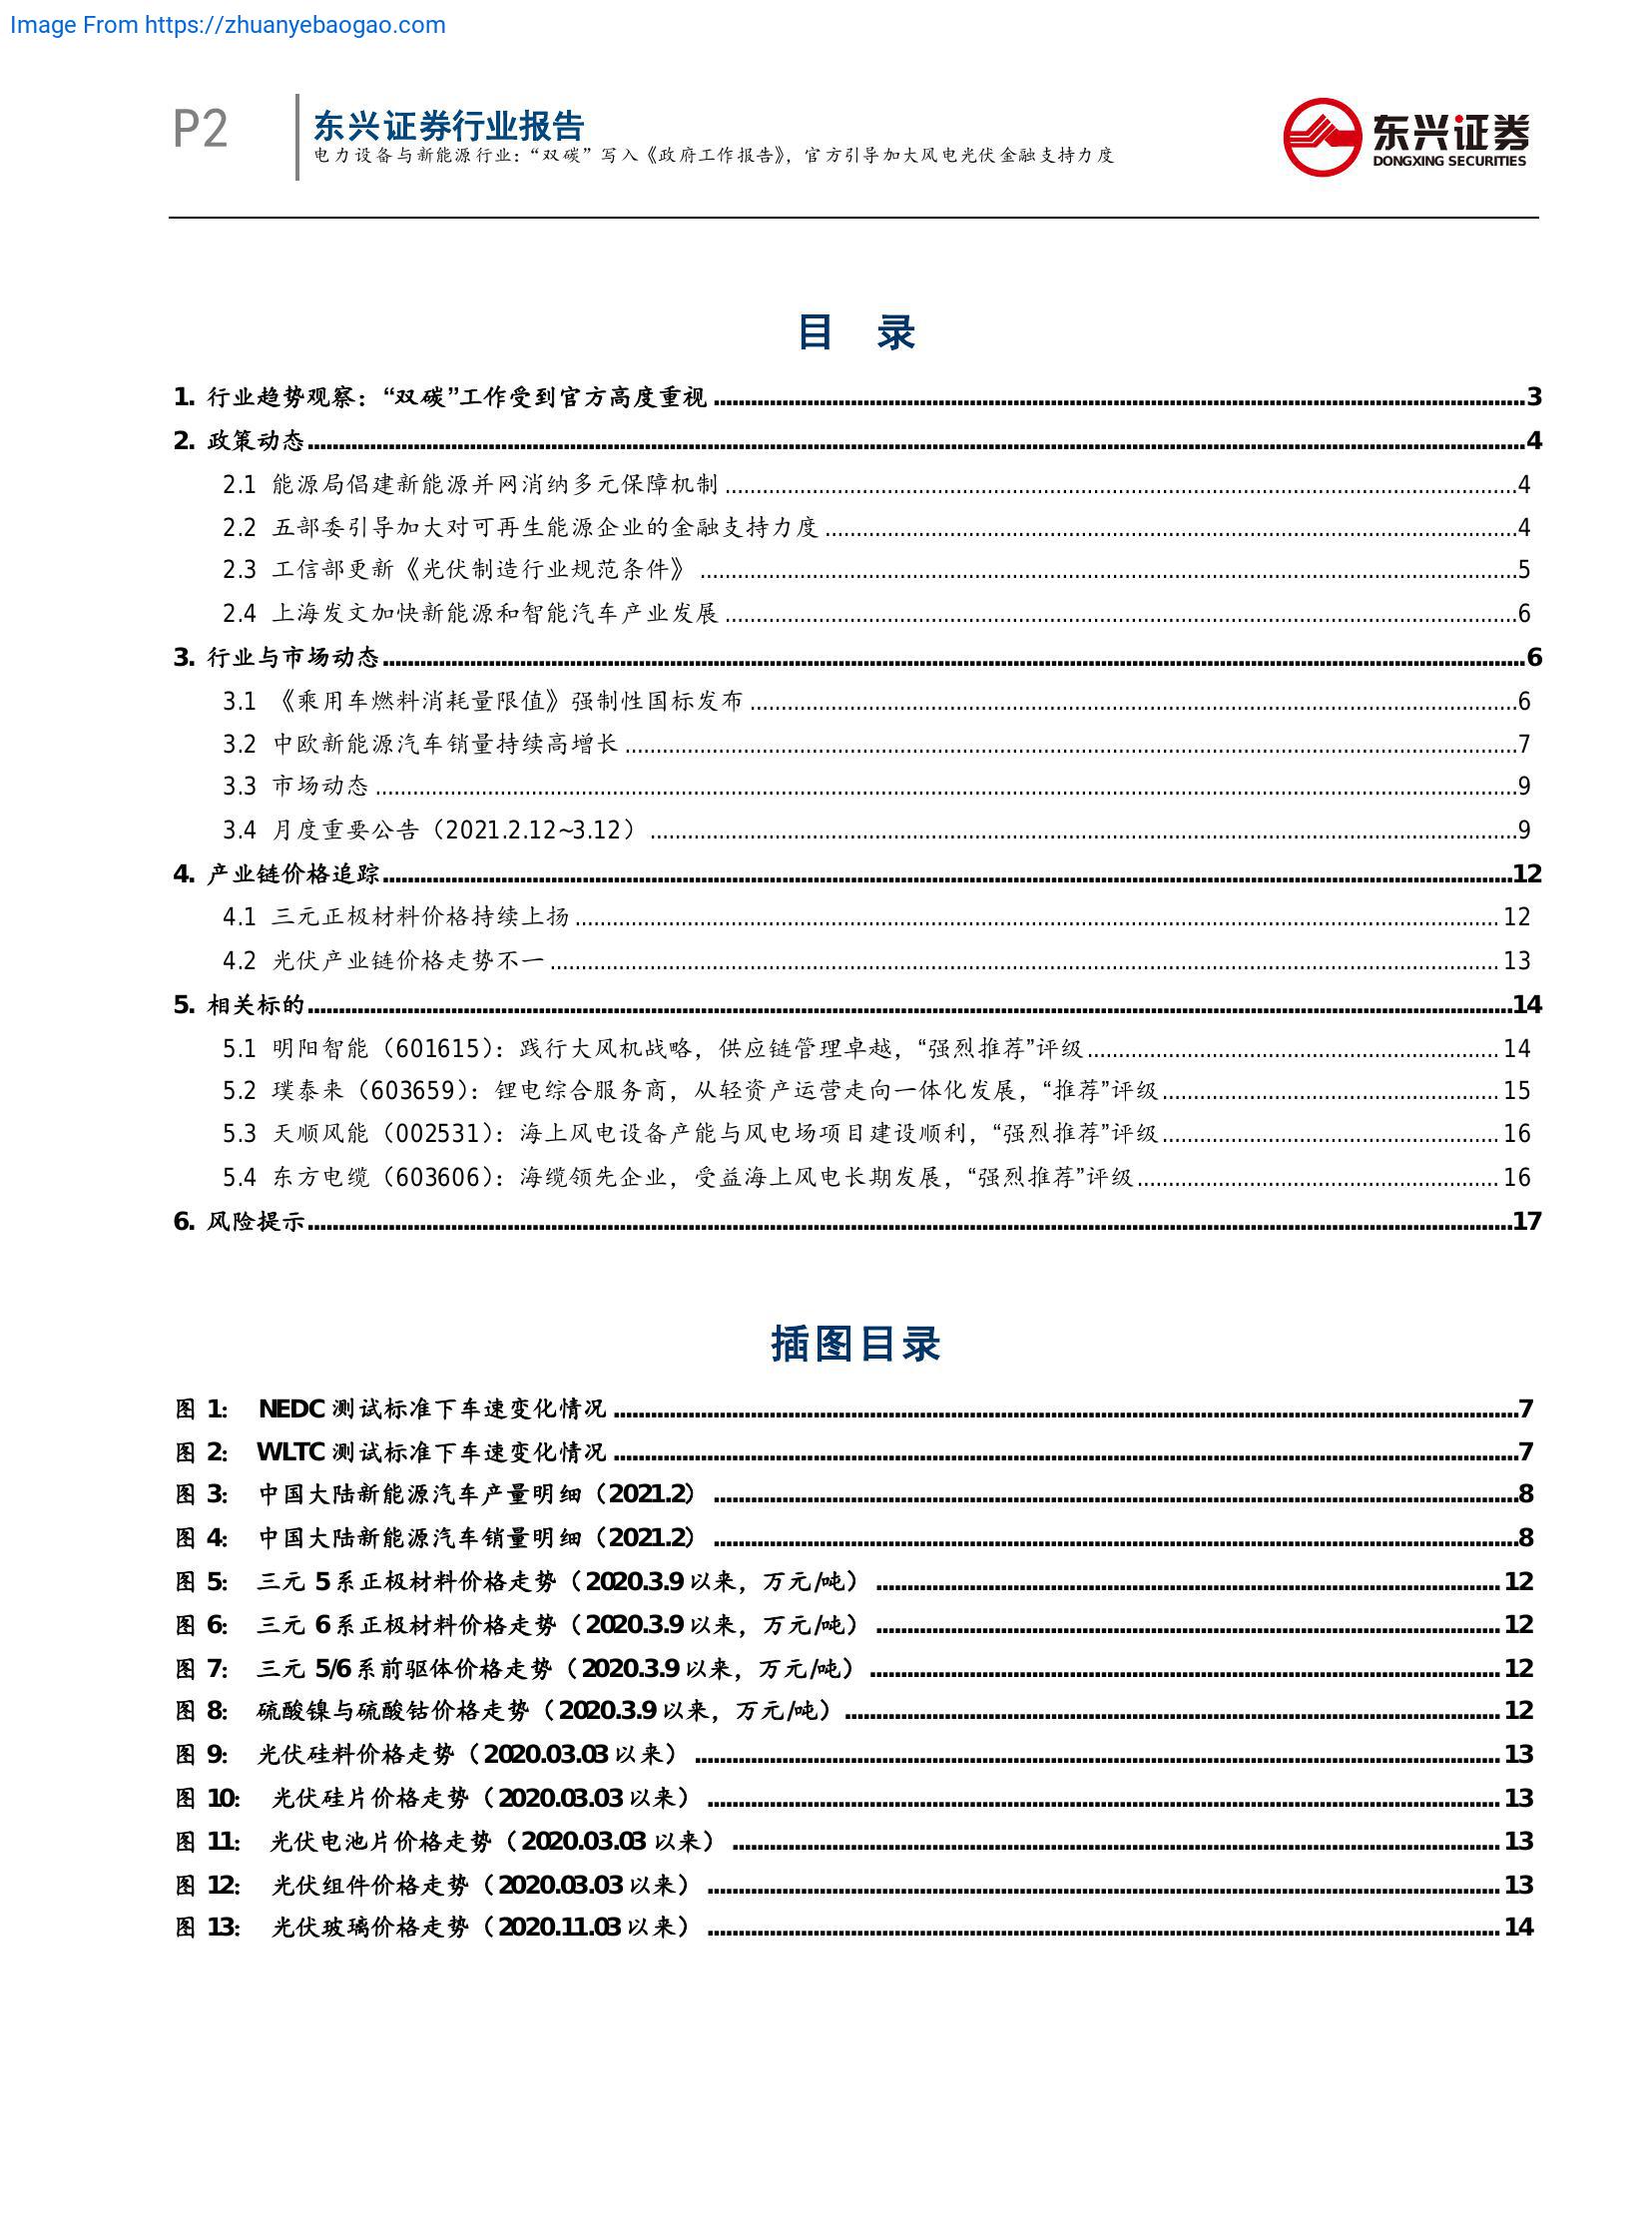 Image From https://zhuanyebaogao.com
P2
东兴证券行业报告
电力设备与新能源行业：“双碳”写入《政府工作报告》，官方引导加大风电光伏金融支持力度
东兴证券
DONGXING SECURITIES
目 录
1. 行业趋势观察：“双碳”工作受到官方高度重视 3
2. 政策动态 4
2.1 能源局倡建新能源并网消纳多元保障机制 4
2.2 五部委引导加大对可再生能源企业的金融支持力度 4
2.3 工信部更新《光伏制造行业规范条件》 5
2.4 上海发文加快新能源和智能汽车产业发展 6
3. 行业与市场动态 6
3.1 《乘用车燃料消耗量限值》强制性国标发布 6
3.2 中欧新能源汽车销量持续高增长 7
3.3 市场动态 9
3.4 月度重要公告（2021.2.12~3.12） 9
4. 产业链价格追踪 12
4.1 三元正极材料价格持续上扬 12
4.2 光伏产业链价格走势不一 13
5. 相关标的 14
5.1 明阳智能（601615）：践行大风机战略，供应链管理卓越，“强烈推荐”评级 14
5.2 璞泰来（603659）：锂电综合服务商，从轻资产运营走向一体化发展，“推荐”评级 15
5.3 天顺风能（002531）：海上风电设备产能与风电场项目建设顺利，“强烈推荐”评级 16
5.4 东方电缆（603606）：海缆领先企业，受益海上风电长期发展，“强烈推荐”评级 16
6. 风险提示 17
插图目录
图 1： NEDC 测试标准下车速变化情况 7
图 2： WLTC 测试标准下车速变化情况 7
图 3： 中国大陆新能源汽车产量明细（2021.2） 8
图 4： 中国大陆新能源汽车销量明细（2021.2） 8
图 5： 三元 5 系正极材料价格走势（2020.3.9 以来，万元/吨） 12
图 6： 三元 6 系正极材料价格走势（2020.3.9 以来，万元/吨） 12
图 7： 三元 5/6 系前驱体价格走势（2020.3.9 以来，万元/吨） 12
图 8： 硫酸镍与硫酸钴价格走势（2020.3.9 以来，万元/吨） 12
图 9： 光伏硅料价格走势（2020.03.03 以来） 13
图 10： 光伏硅片价格走势（2020.03.03 以来） 13
图 11： 光伏电池片价格走势（2020.03.03 以来） 13
图 12： 光伏组件价格走势（2020.03.03 以来） 13
图 13： 光伏玻璃价格走势（2020.11.03 以来） 14